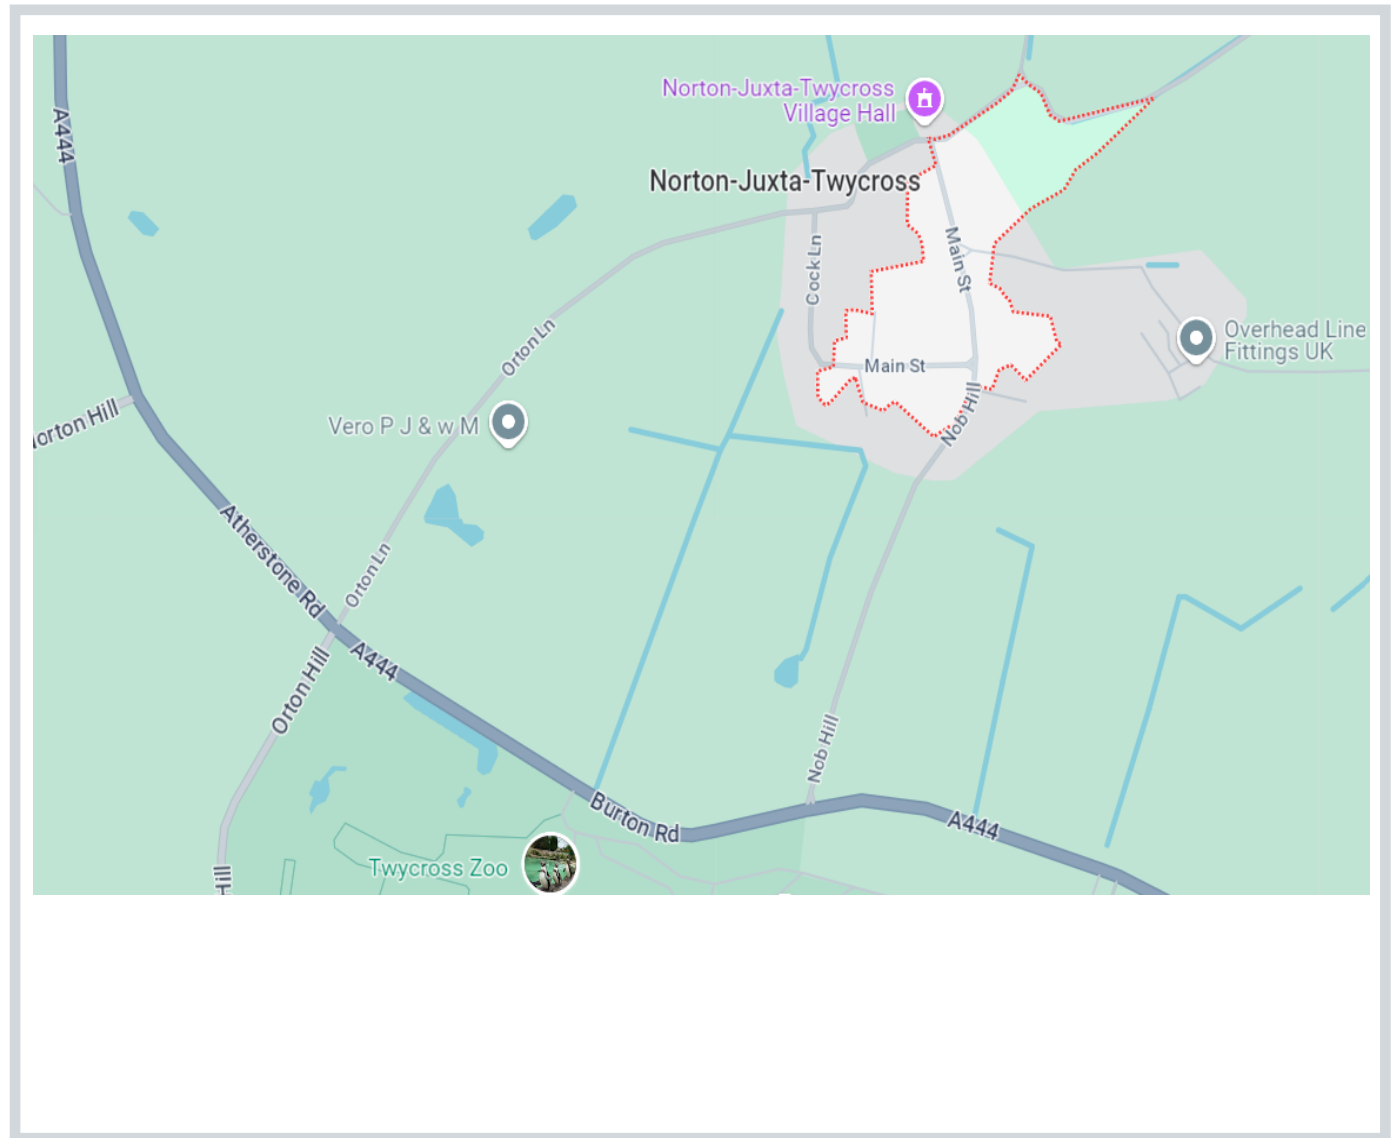 A444
Norton-Juxta-Twycross
Village Hall
Norton-Juxta-Twycross
Main St
Cock Ln
Overhead Line
Fittings UK
Orton Ln
Main St
Nob Hill
Vero P J & w M
orton Hill
Atherstone Rd
Orton Ln
A444
Orton Hill
Nob Hill
Burton Rd
A444
Twycross Zoo
Hill